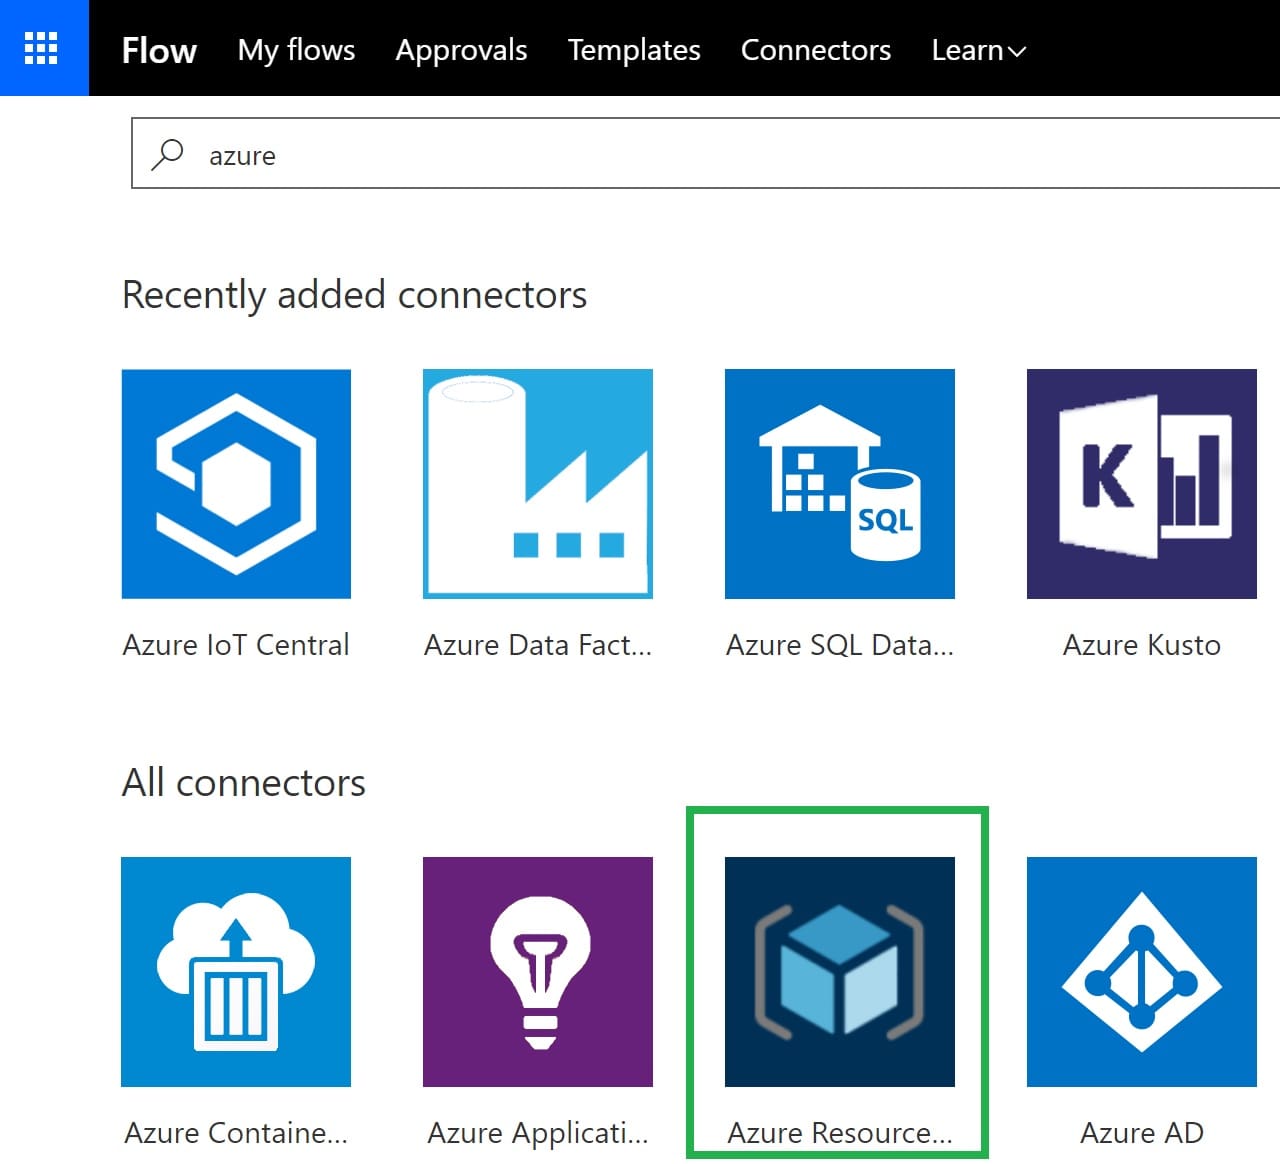 Flow My flows Approvals Templates Connectors Learn
azure
Recently added connectors
SQL
K
Azure IoT Central Azure Data Fact... Azure SQL Data... Azure Kusto
All connectors
Azure Containe... Azure Applicati... Azure Resource... Azure AD